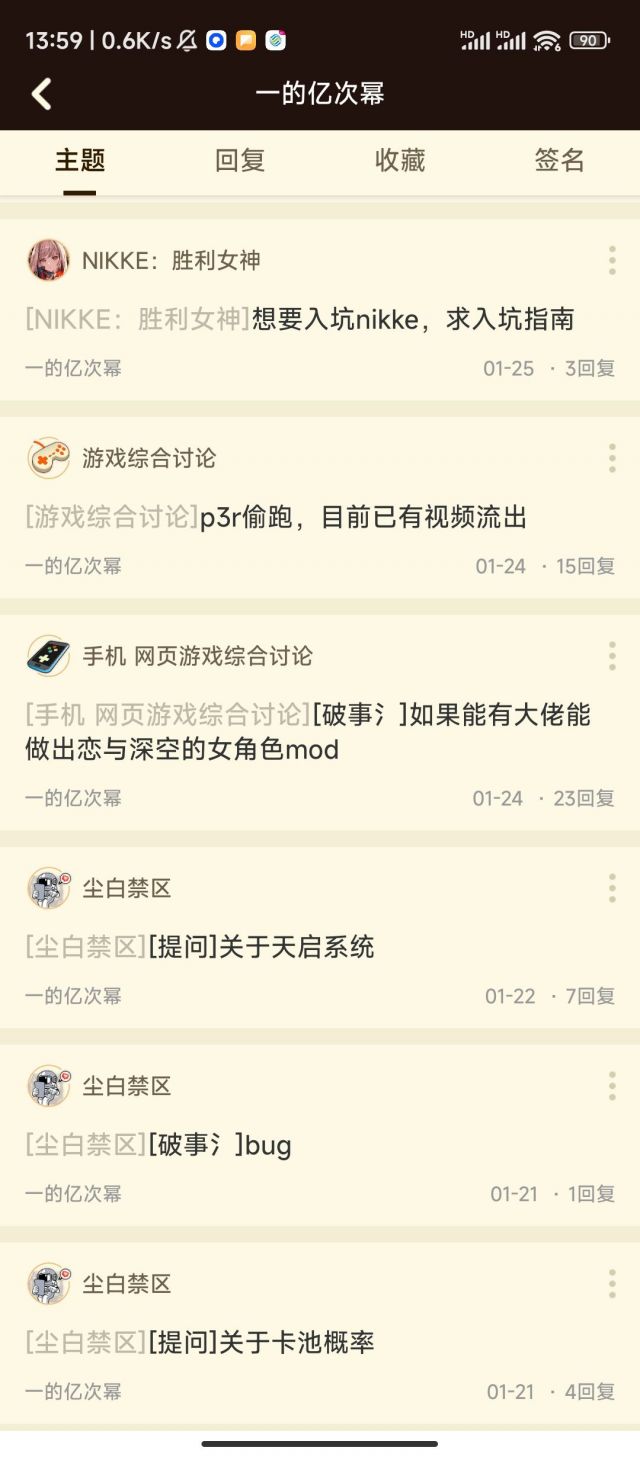 13:59 | 0.6K/s HD HD 6 90
一的亿次幂
主题 回复 收藏 签名
NIKKE：胜利女神
[NIKKE：胜利女神]想要入坑nikke，求入坑指南
一的亿次幂 01-25 · 3回复
游戏综合讨论
[游戏综合讨论]p3r偷跑，目前已有视频流出
一的亿次幂 01-24 · 15回复
手机 网页游戏综合讨论
[手机 网页游戏综合讨论][破事氵]如果能有大佬能
做出恋与深空的女角色mod
一的亿次幂 01-24 · 23回复
尘白禁区
[尘白禁区][提问]关于天启系统
一的亿次幂 01-22 · 7回复
尘白禁区
[尘白禁区][破事氵]bug
一的亿次幂 01-21 · 1回复
尘白禁区
[尘白禁区][提问]关于卡池概率
一的亿次幂 01-21 · 4回复